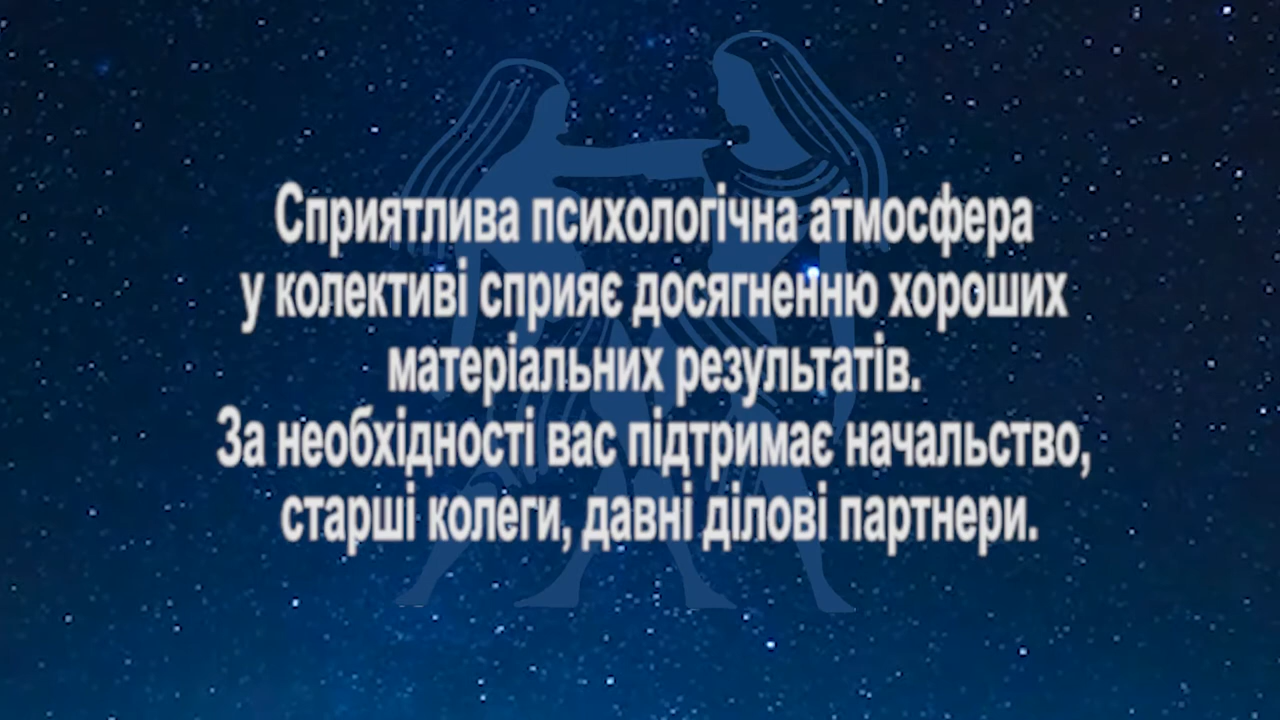 Сприятлива психологічна атмосфера
у колективі сприяє досягненню хороших
матеріальних результатів.
За необхідності вас підтримає начальство,
старші колеги, давні ділові партнери.